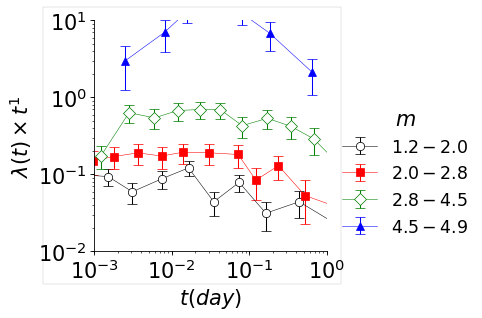 10¹
10⁰
10⁻¹
10⁻²
λ(t) × t¹
10⁻³ 10⁻² 10⁻¹ 10⁰
t(day)
m
1.2 − 2.0
2.0 − 2.8
2.8 − 4.5
4.5 − 4.9